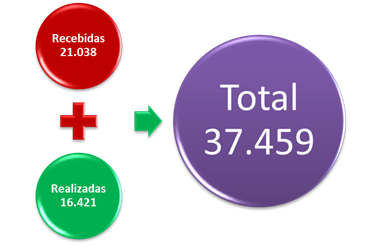 Recebidas
21.038
Realizadas
16.421
Total
37.459